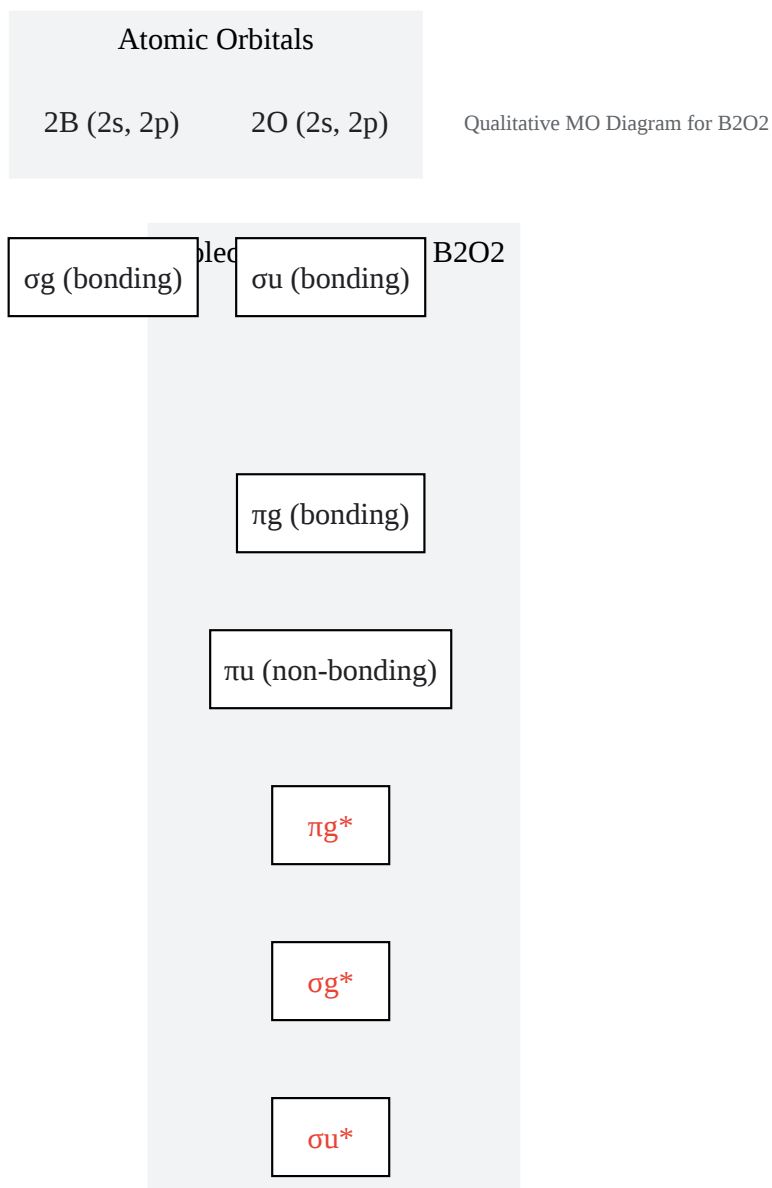 Atomic Orbitals
2B (2s, 2p) 2O (2s, 2p) Qualitative MO Diagram for B2O2
B2O2
σg (bonding) σu (bonding)
πg (bonding)
πu (non-bonding)
πg*
σg*
σu*